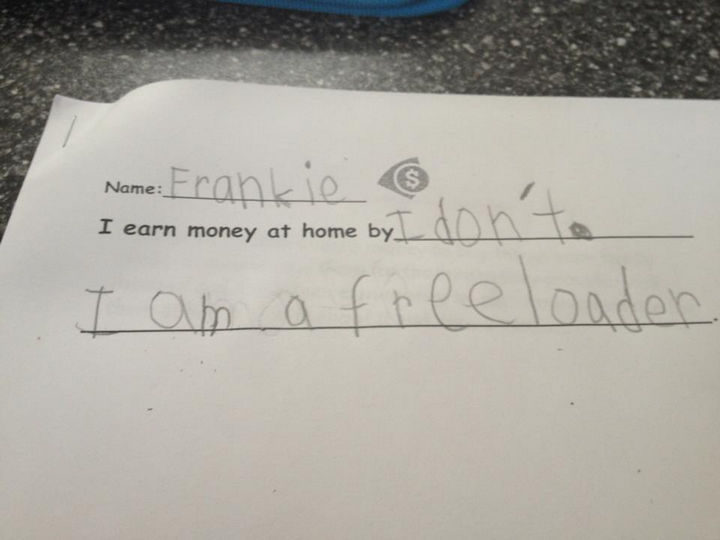 Name: Frankie $
I earn money at home by I don't.
I am a freeloader.